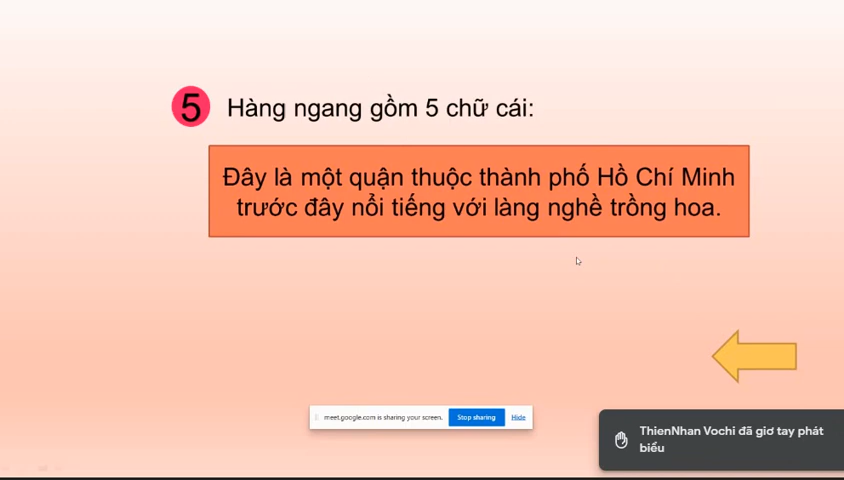 5 Hàng ngang gồm 5 chữ cái:
Đây là một quận thuộc thành phố Hồ Chí Minh
trước đây nổi tiếng với làng nghề trồng hoa.
meet.google.com is sharing your screen. Stop sharing Hide
ThienNhan Vochi đã giơ tay phát
biểu